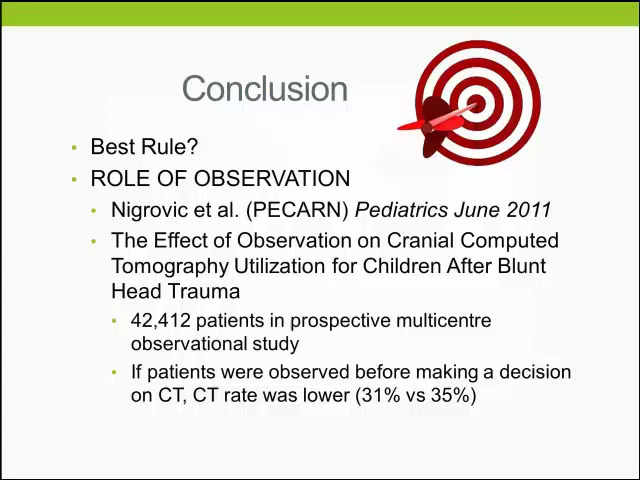 Conclusion
• Best Rule?
• ROLE OF OBSERVATION
• Nigrovic et al. (PECARN) Pediatrics June 2011
• The Effect of Observation on Cranial Computed
Tomography Utilization for Children After Blunt
Head Trauma
• 42,412 patients in prospective multicentre
observational study
• If patients were observed before making a decision
on CT, CT rate was lower (31% vs 35%)